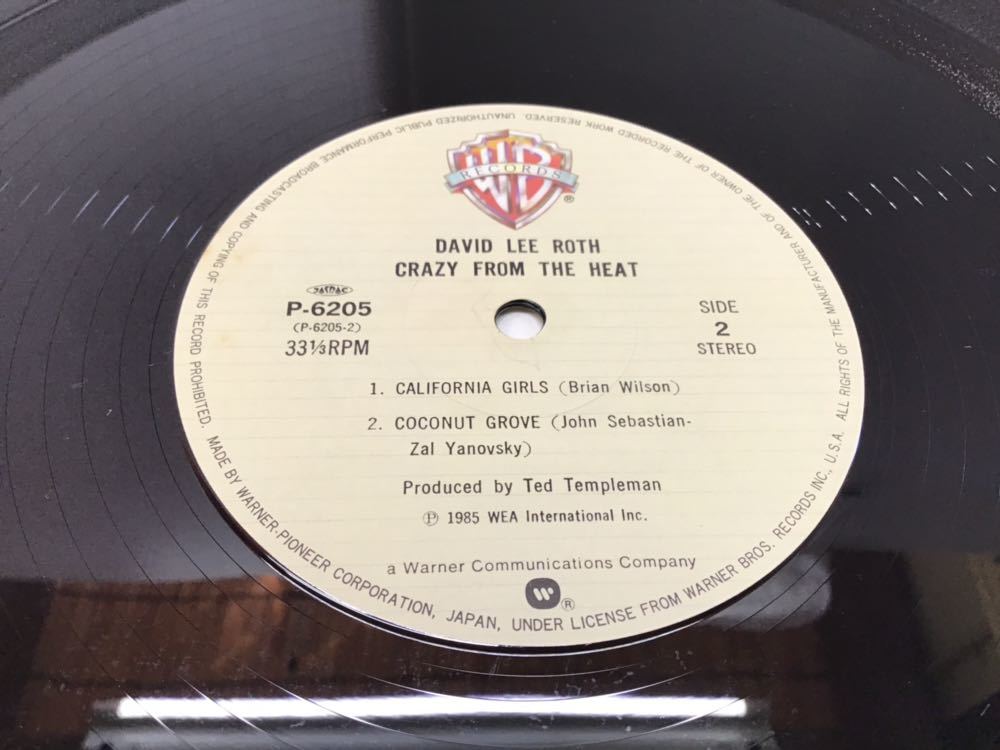 WB
RECORDS
®
DAVID LEE ROTH
CRAZY FROM THE HEAT
JASRAC
P-6205
(P-6205-2)
33⅓RPM
SIDE
2
STEREO
1. CALIFORNIA GIRLS (Brian Wilson)
2. COCONUT GROVE (John Sebastian-
Zal Yanovsky)
Produced by Ted Templeman
℗ 1985 WEA International Inc.
a Warner Communications Company
®
MADE BY WARNER-PIONEER CORPORATION, JAPAN, UNDER LICENSE FROM WARNER BROS. RECORDS INC., U.S.A. ALL RIGHTS OF THE MANUFACTURER AND OF THE OWNER OF THE RECORDED WORK RESERVED. UNAUTHORIZED PUBLIC PERFORMANCE BROADCASTING AND COPYING OF THIS RECORD PROHIBITED.